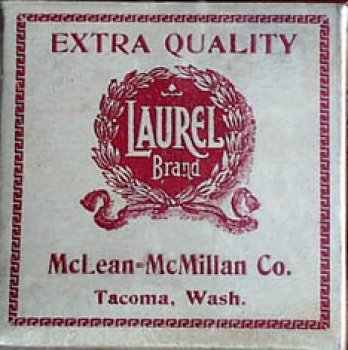 EXTRA QUALITY
LAUREL
Brand
McLean-McMillan Co.
Tacoma, Wash.